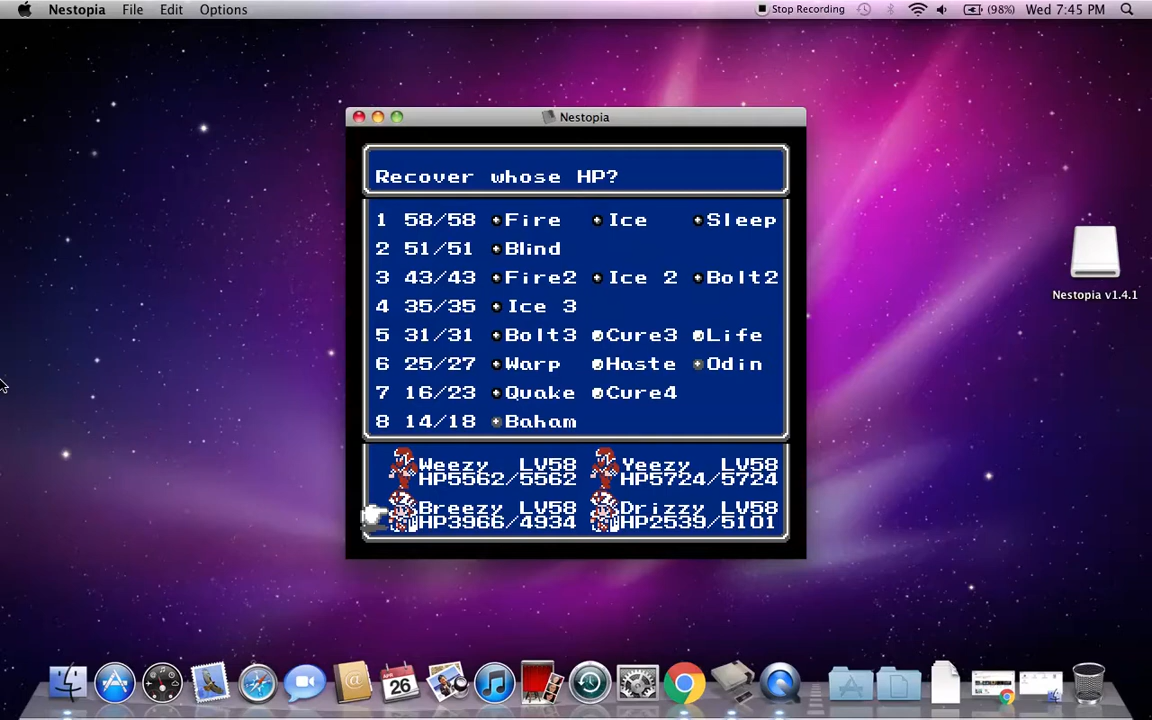 Nestopia File Edit Options Stop Recording (98%) Wed 7:45 PM
Nestopia
Recover whose HP?
1 58/58 Fire Ice Sleep
2 51/51 Blind
3 43/43 Fire2 Ice 2 Bolt2
4 35/35 Ice 3
5 31/31 Bolt3 Cure3 Life
6 25/27 Warp Haste Odin
7 16/23 Quake Cure4
8 14/18 Baham
Weezy LV58 Yeezy LV58
HP5562/5562 HP5724/5724
Breezy LV58 Drizzy LV58
HP3966/4934 HP2539/5101
Nestopia v1.4.1
26